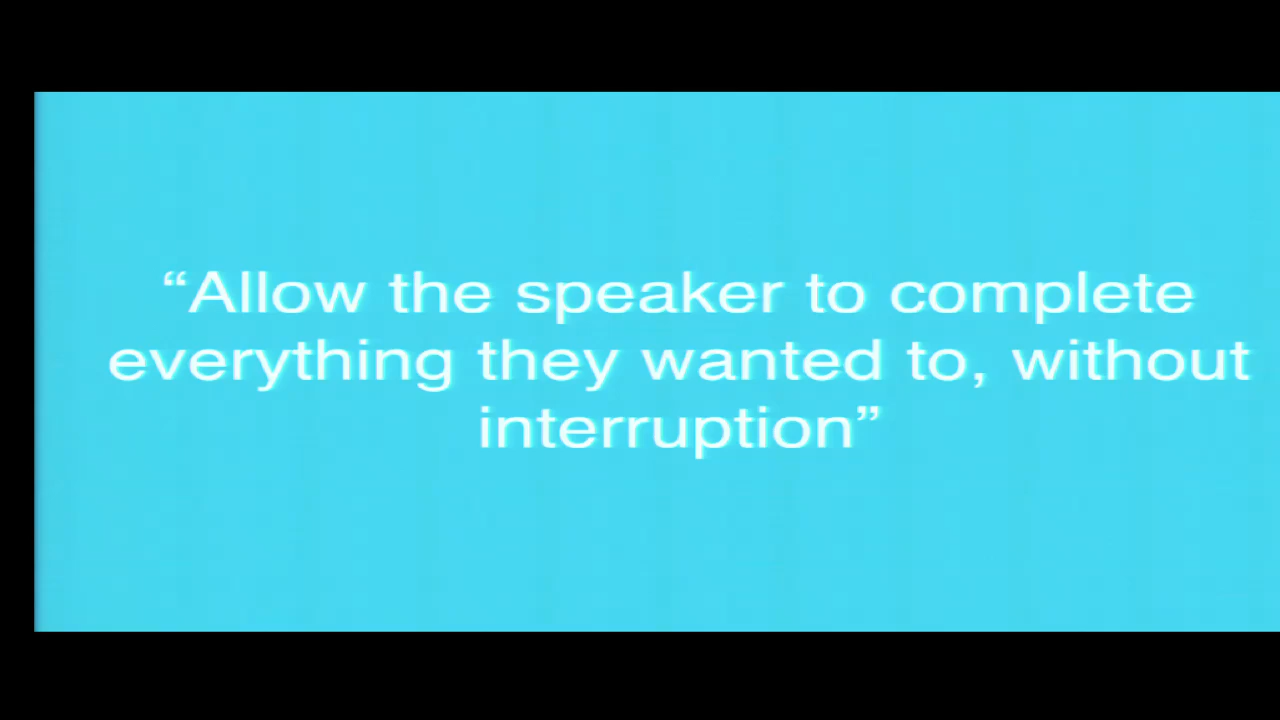 “Allow the speaker to complete
everything they wanted to, without
interruption”